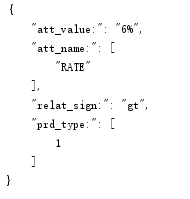 {
    "att_value:": "6%",
    "att_name:": [
        "RATE"
    ],
    "relat_sign:": "gt",
    "prd_type:": [
        1
    ]
}